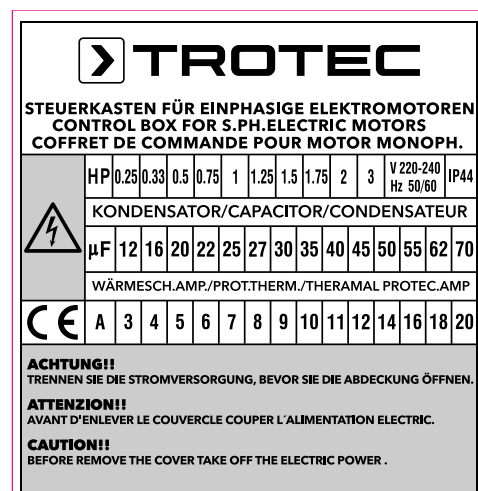 TROTEC
STEUERKASTEN FÜR EINPHASIGE ELEKTROMOTOREN
CONTROL BOX FOR S.PH.ELECTRIC MOTORS
COFFRET DE COMMANDE POUR MOTOR MONOPH.
HP 0.25 0.33 0.5 0.75 1 1.25 1.5 1.75 2 3 V 220-240 Hz 50/60 IP44
KONDENSATOR/CAPACITOR/CONDENSATEUR
µF 12 16 20 22 25 27 30 35 40 45 50 55 62 70
WÄRMESCH.AMP./PROT.THERM./THERAMAL PROTEC.AMP
CE A 3 4 5 6 7 8 9 10 11 12 14 16 18 20
ACHTUNG!!
TRENNEN SIE DIE STROMVERSORGUNG, BEVOR SIE DIE ABDECKUNG ÖFFNEN.
ATTENZION!!
AVANT D'ENLEVER LE COUVERCLE COUPER L´ALIMENTATION ELECTRIC.
CAUTION!!
BEFORE REMOVE THE COVER TAKE OFF THE ELECTRIC POWER .